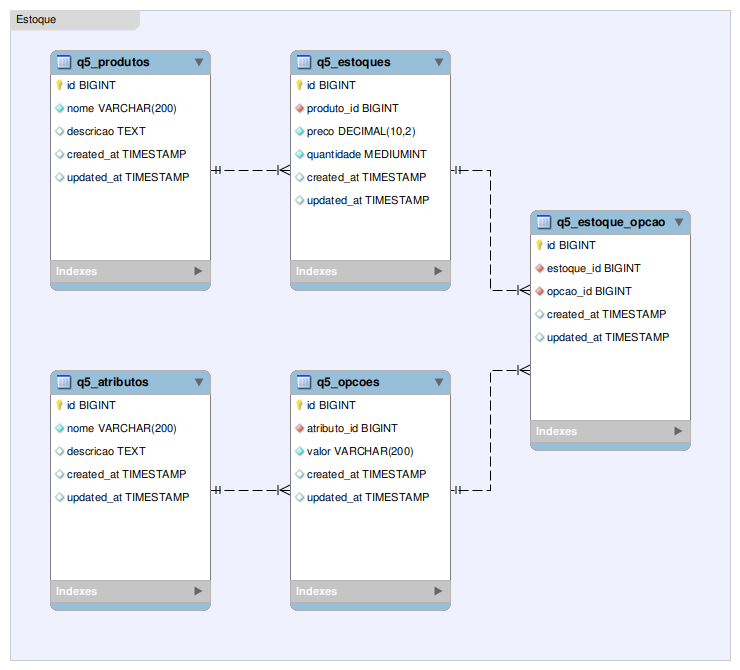 Estoque
q5_produtos
id BIGINT
nome VARCHAR(200)
descricao TEXT
created_at TIMESTAMP
updated_at TIMESTAMP
Indexes
q5_estoques
id BIGINT
produto_id BIGINT
preco DECIMAL(10,2)
quantidade MEDIUMINT
created_at TIMESTAMP
updated_at TIMESTAMP
Indexes
q5_estoque_opcao
id BIGINT
estoque_id BIGINT
opcao_id BIGINT
created_at TIMESTAMP
updated_at TIMESTAMP
Indexes
q5_atributos
id BIGINT
nome VARCHAR(200)
descricao TEXT
created_at TIMESTAMP
updated_at TIMESTAMP
Indexes
q5_opcoes
id BIGINT
atributo_id BIGINT
valor VARCHAR(200)
created_at TIMESTAMP
updated_at TIMESTAMP
Indexes